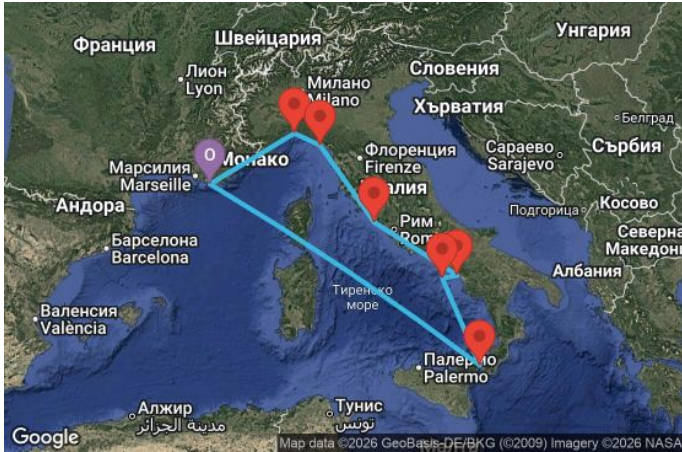 Франция
Швейцария
Унгария
Лион
Lyon
Милано
Milano
Словения
Хърватия
Белград
Монако
Флоренция
Firenze
Сараево
Sarajevo
Сърбия
Марсилия
Marseille
Италия
Андора
Рим
Подгорица
Косово
Северна
Македон
Барселона
Barcelona
Албания
Тиренско
море
Валенсия
València
Палермо
Palermo
Алжир
مدينة الجزائر
Тунис
تونس
Google
Map data ©2026 GeoBasis-DE/BKG (©2009) Imagery ©2026 NASA
O